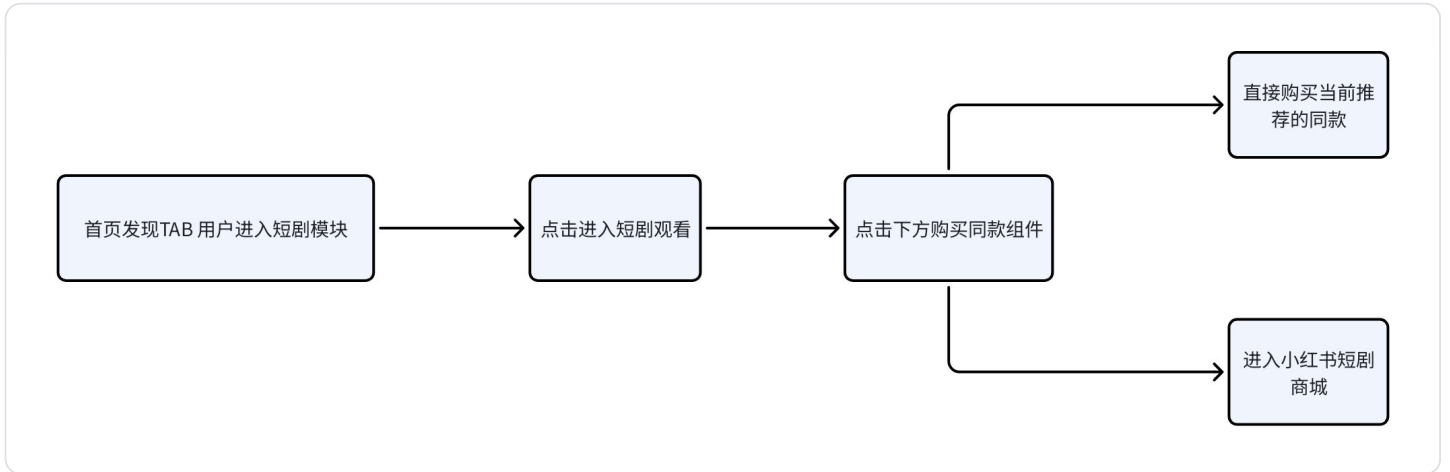 首页发现TAB 用户进入短剧模块
点击进入短剧观看
点击下方购买同款组件
直接购买当前推
荐的同款
进入小红书短剧
商城